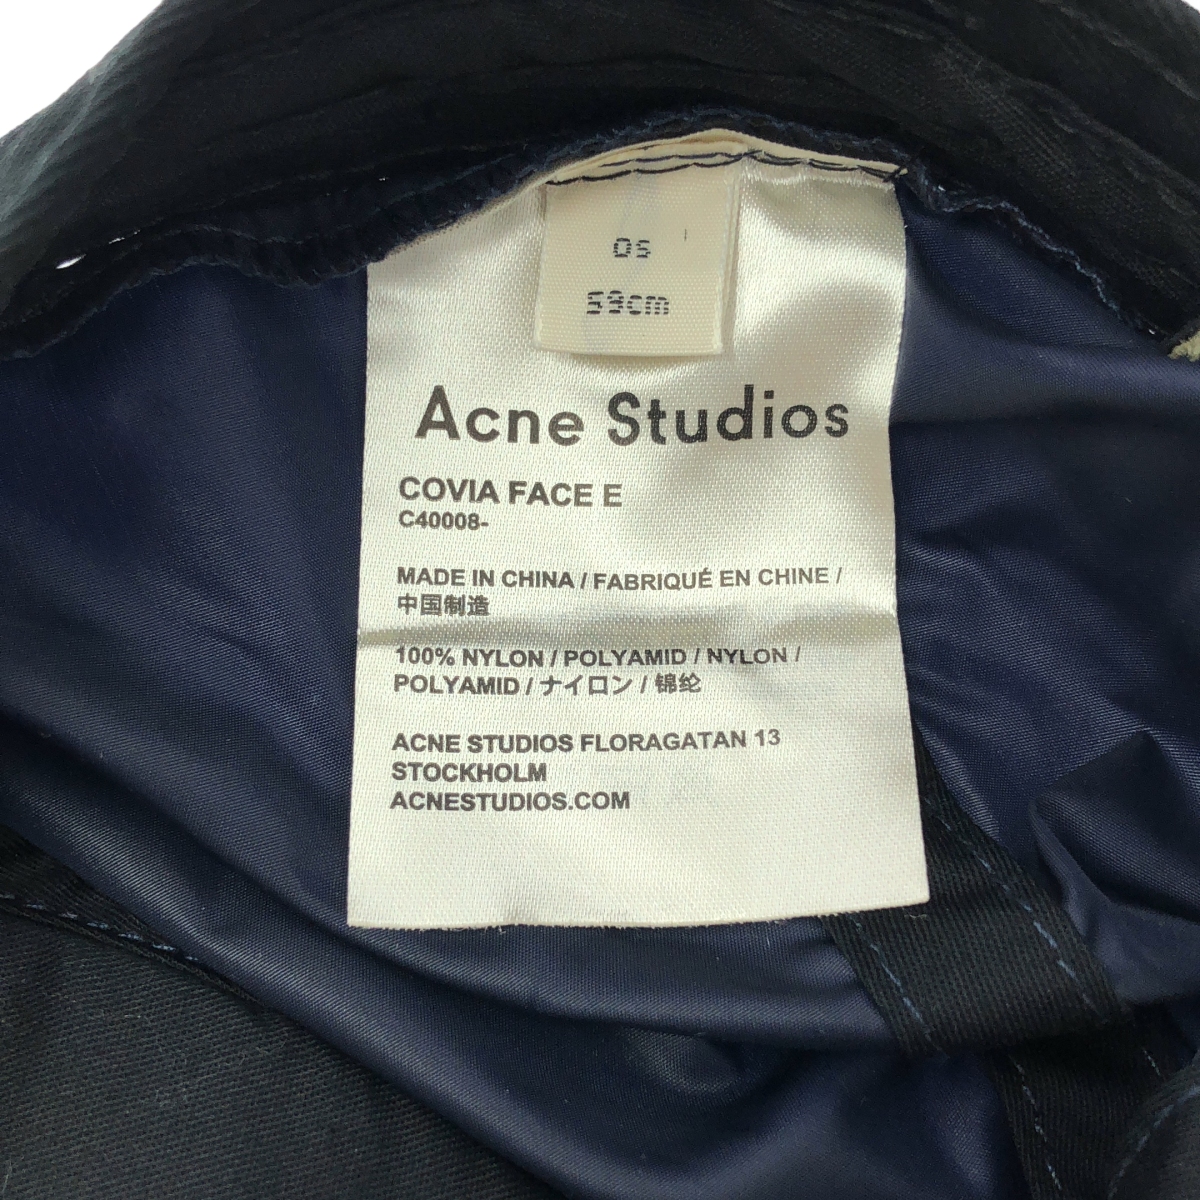 OS
59cm
Acne Studios
COVIA FACE E
C40008-
MADE IN CHINA / FABRIQUÉ EN CHINE /
中国制造
100% NYLON / POLYAMID / NYLON /
POLYAMID / ナイロン / 锦纶
ACNE STUDIOS FLORAGATAN 13
STOCKHOLM
ACNESTUDIOS.COM